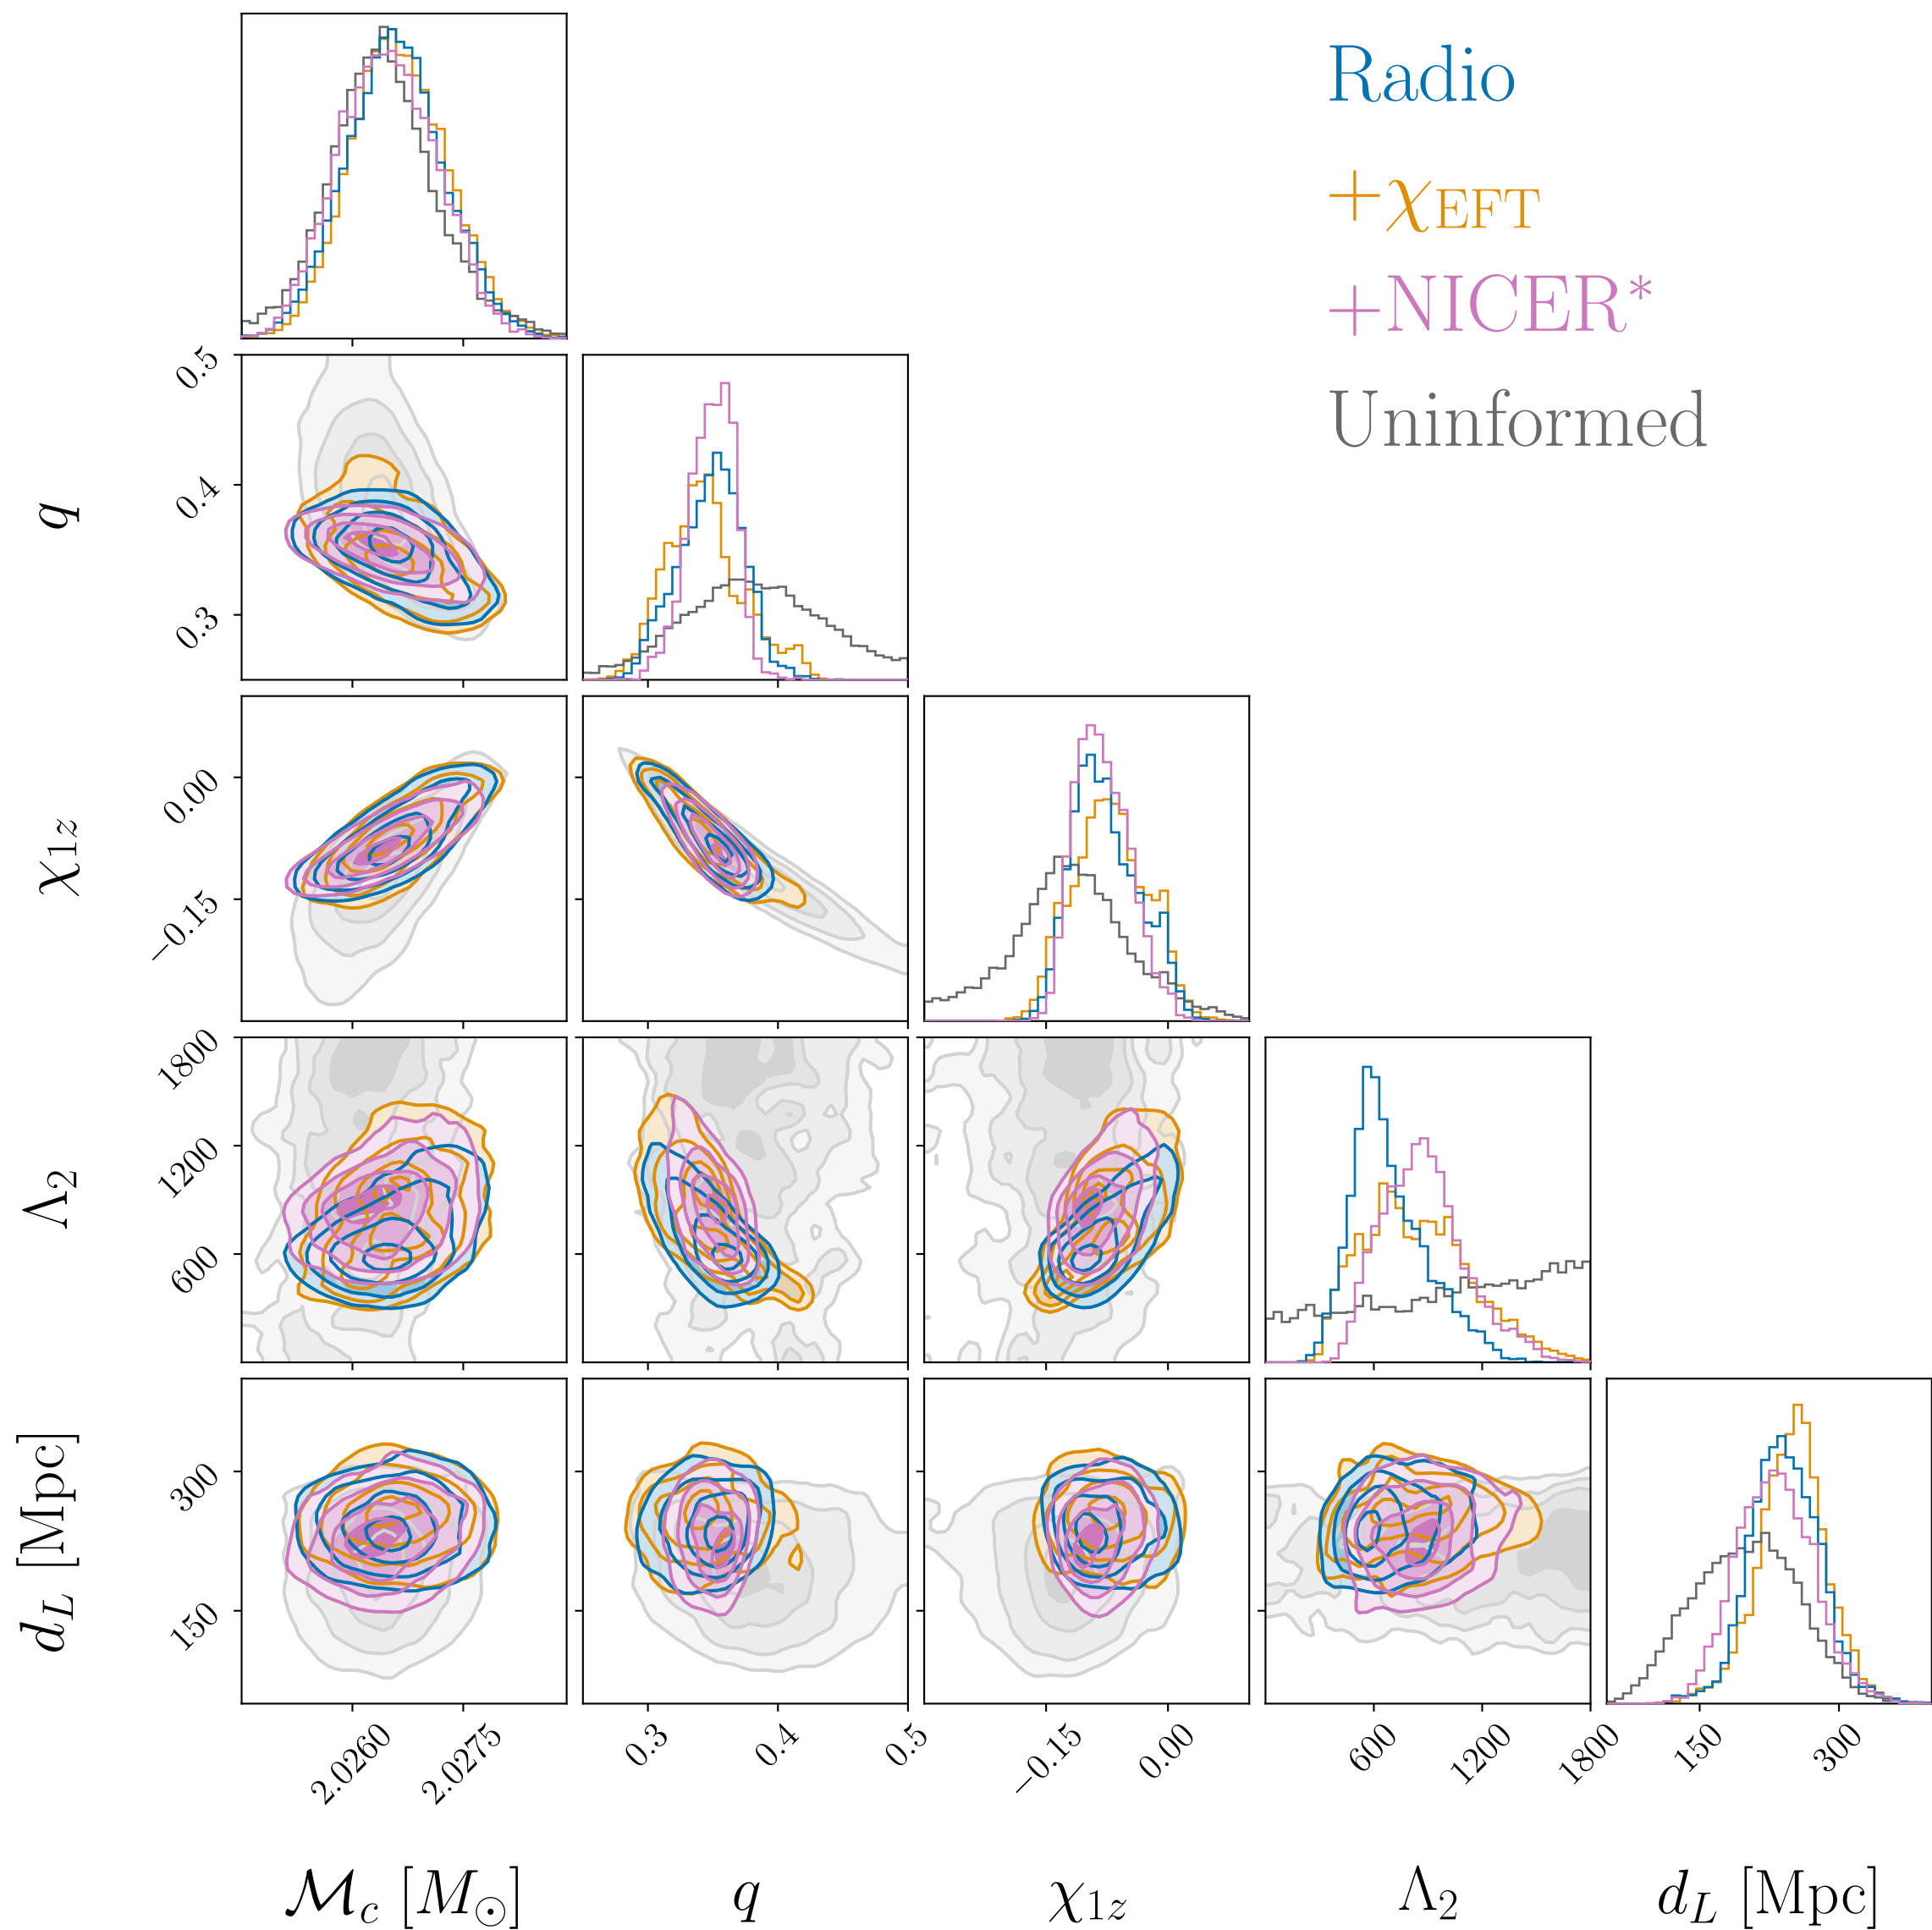 Radio
+χEFT
+NICER*
Uninformed
0.5
0.4
0.3
q
0.00
−0.15
χ1z
1800
1200
600
Λ2
300
150
dL [Mpc]
2.0260
2.0275
0.3
0.4
0.5
−0.15
0.00
600
1200
1800
150
300
ℳc [M⊙]
q
χ1z
Λ2
dL [Mpc]